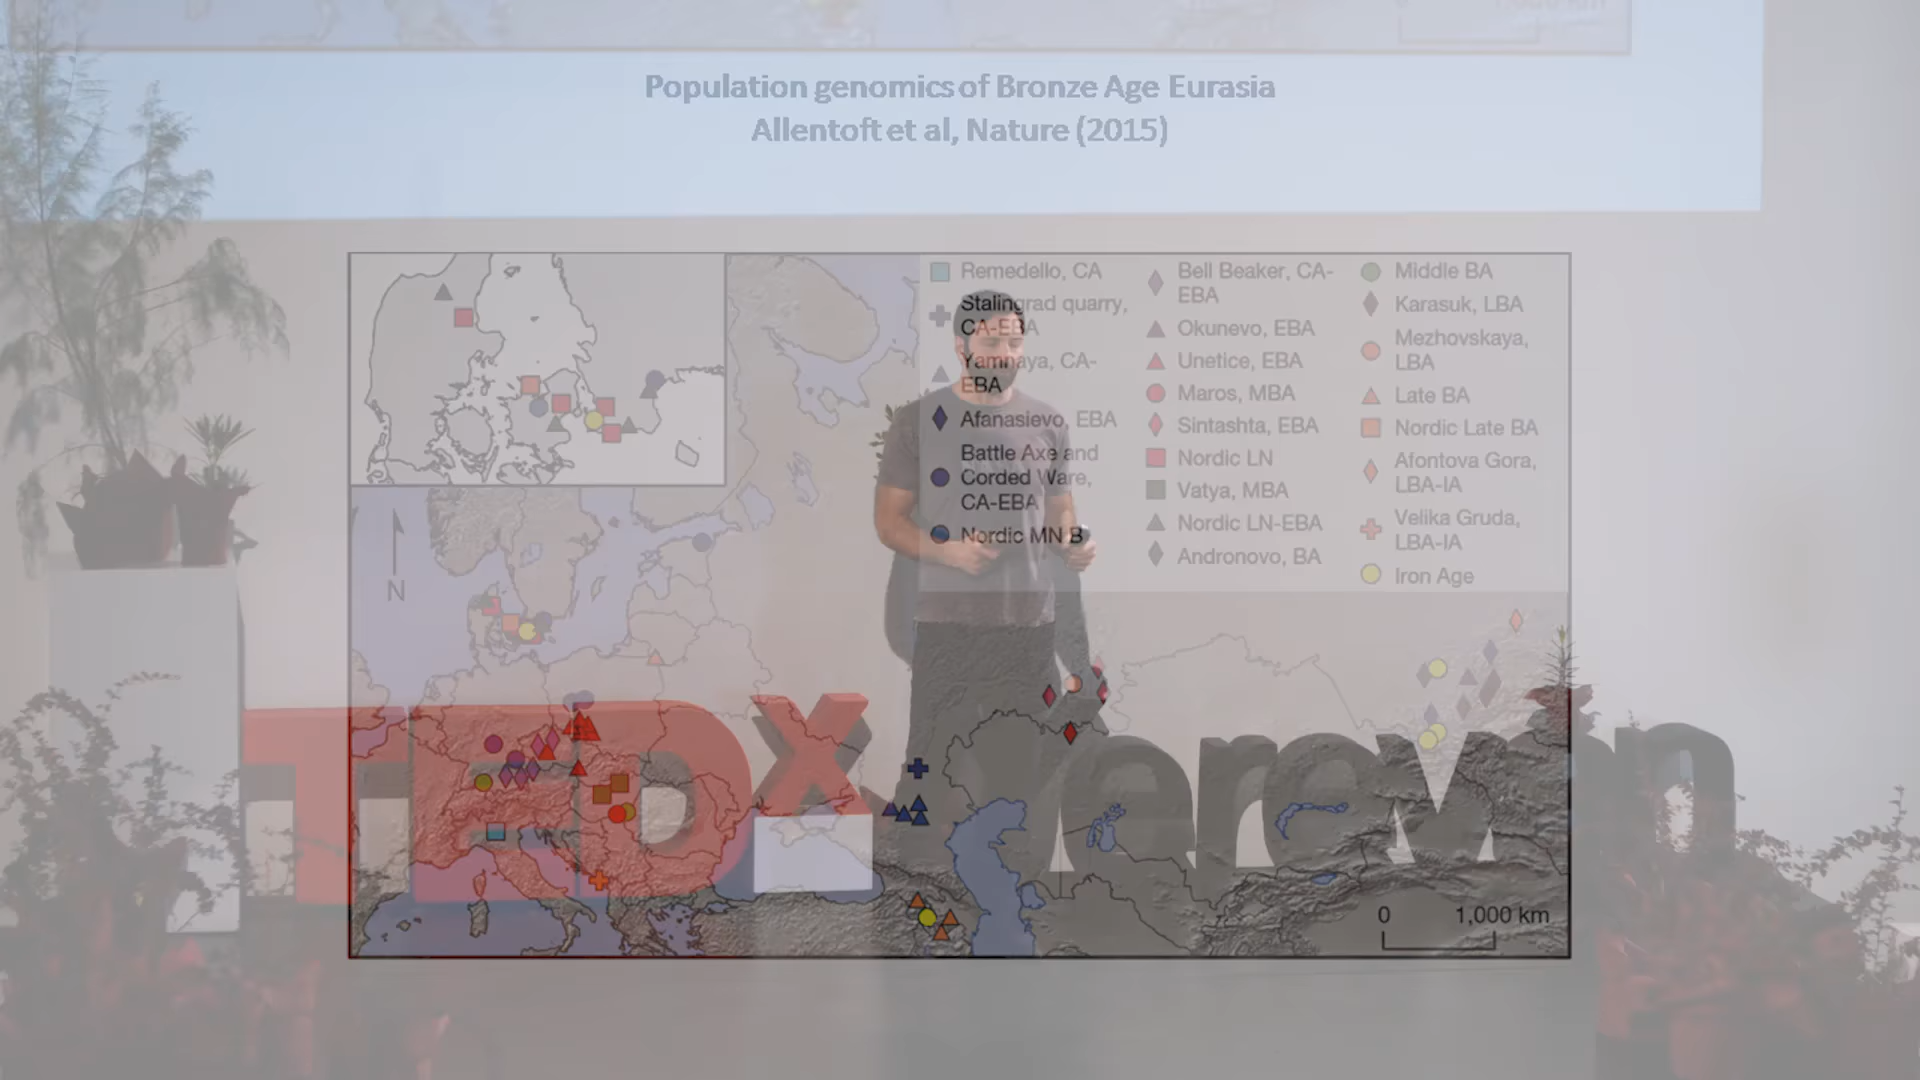 1,000 km
Population genomics of Bronze Age Eurasia
Allentoft et al, Nature (2015)
Remedello, CA
Stalingrad quarry,
CA-EBA
Yamnaya, CA-
EBA
Afanasievo, EBA
Battle Axe and
Corded Ware,
CA-EBA
Nordic MN B
Bell Beaker, CA-
EBA
Okunevo, EBA
Unetice, EBA
Maros, MBA
Sintashta, EBA
Nordic LN
Vatya, MBA
Nordic LN-EBA
Andronovo, BA
Middle BA
Karasuk, LBA
Mezhovskaya,
LBA
Late BA
Nordic Late BA
Afontova Gora,
LBA-IA
Velika Gruda,
LBA-IA
Iron Age
N
TEDxYerevan
0 1,000 km